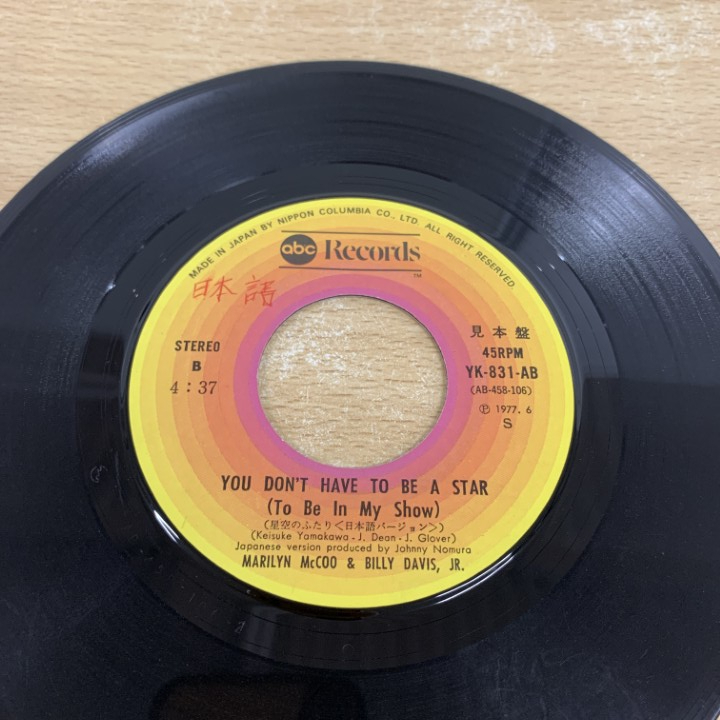 MADE IN JAPAN BY NIPPON COLUMBIA CO., LTD. ALL RIGHT RESERVED
abc Records
TM
日本語
STEREO
B
4:37
見本盤
45RPM
YK-831-AB
(AB-458-106)
Ⓟ 1977. 6
S
YOU DON'T HAVE TO BE A STAR
(To Be In My Show)
(星空のふたり<日本語バージョン>)
(Keisuke Yamakawa - J. Dean - J. Glover)
Japanese version produced by Johnny Nomura
MARILYN McCOO & BILLY DAVIS, JR.